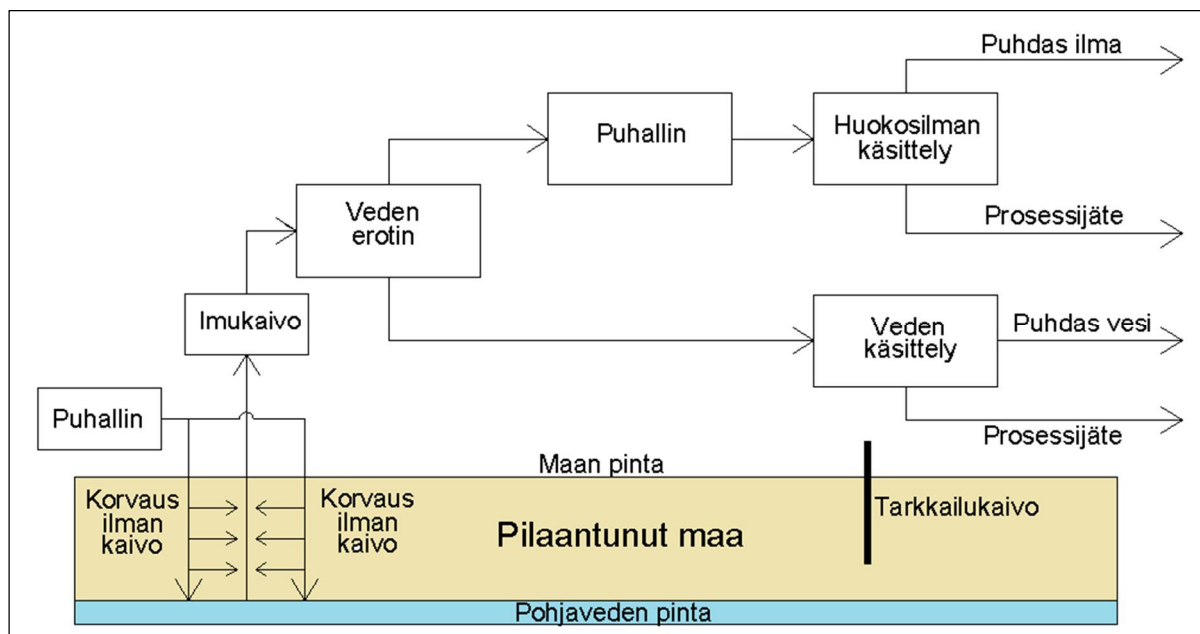 Puhdas ilma
Puhallin
Huokosilman
käsittely
Prosessijäte
Veden
erotin
Imukaivo
Veden
käsittely
Puhdas vesi
Prosessijäte
Puhallin
Maan pinta
Korvaus
ilman
kaivo
Korvaus
ilman
kaivo
Pilaantunut maa
Tarkkailukaivo
Pohjaveden pinta